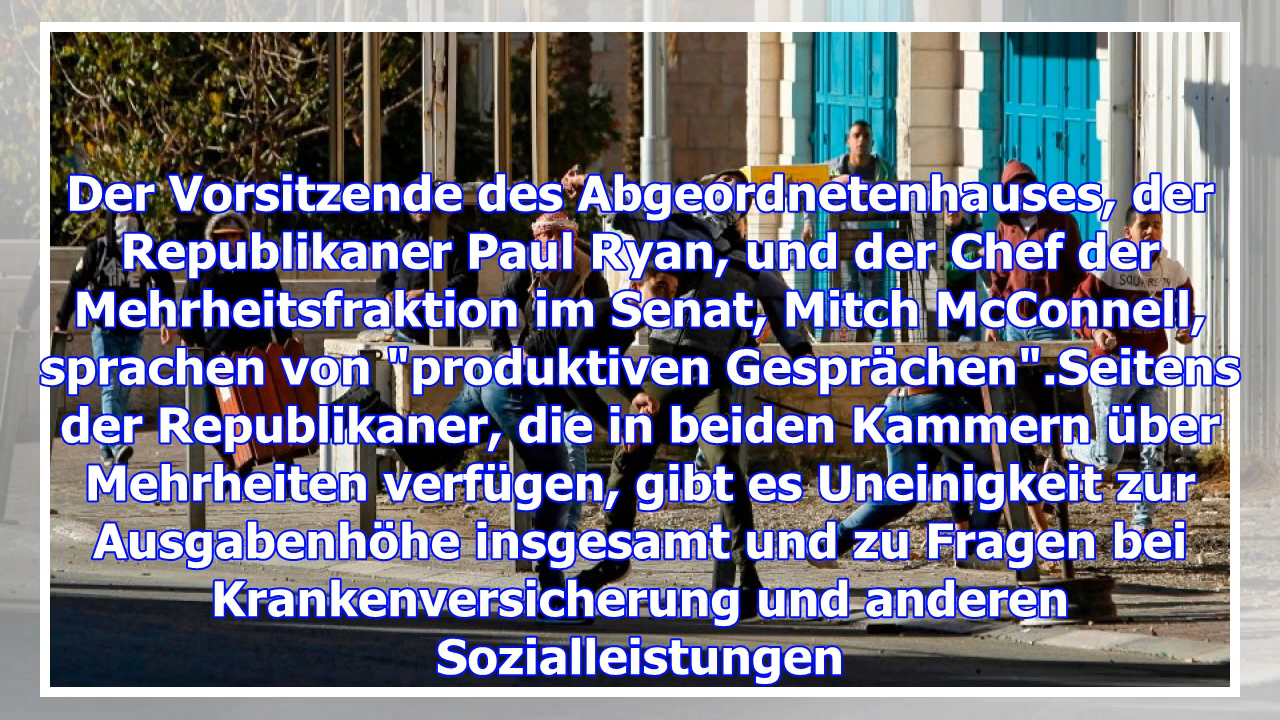 Der Vorsitzende des Abgeordnetenhauses, der
Republikaner Paul Ryan, und der Chef der
Mehrheitsfraktion im Senat, Mitch McConnell,
sprachen von "produktiven Gesprächen".Seitens
der Republikaner, die in beiden Kammern über
Mehrheiten verfügen, gibt es Uneinigkeit zur
Ausgabenhöhe insgesamt und zu Fragen bei
Krankenversicherung und anderen
Sozialleistungen